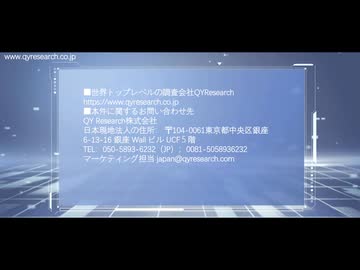 www.qyresearch.co.jp
■世界トップレベルの調査会社QYResearch
https://www.qyresearch.co.jp
■本件に関するお問い合わせ先
QY Research株式会社
日本現地法人の住所: 〒104-0061東京都中央区銀座
6-13-16 銀座 Wall ビル UCF５階
TEL: 050-5893-6232（JP）; 0081-5058936232
マーケティング担当 japan@qyresearch.com